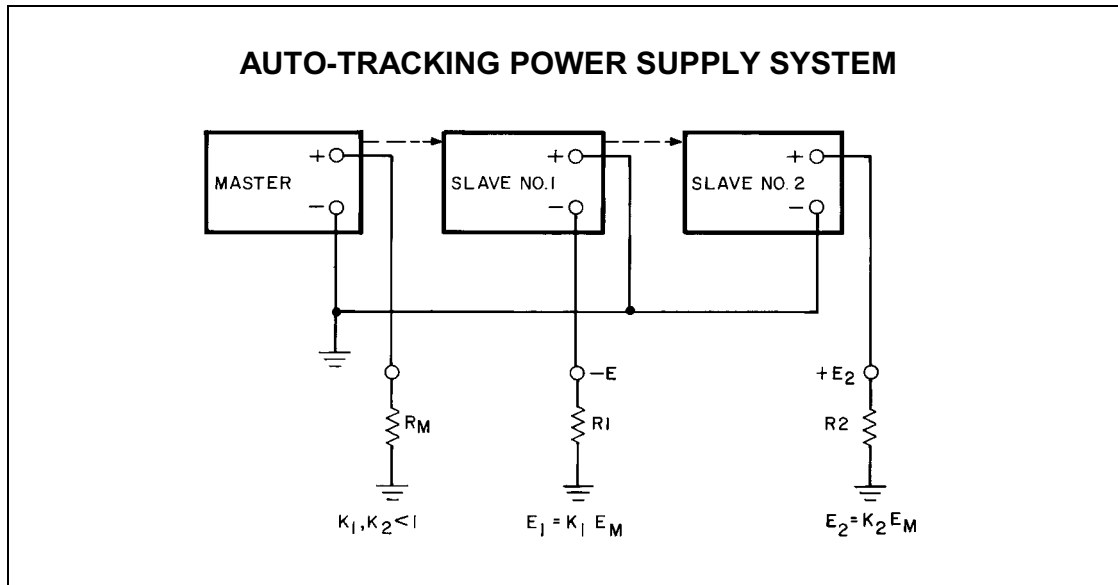 AUTO-TRACKING POWER SUPPLY SYSTEM
MASTER + −
SLAVE NO.1 + −
SLAVE NO. 2 + −
−E
+E2
RM
R1
R2
K1, K2 < 1
E1 = K1 EM
E2 = K2 EM